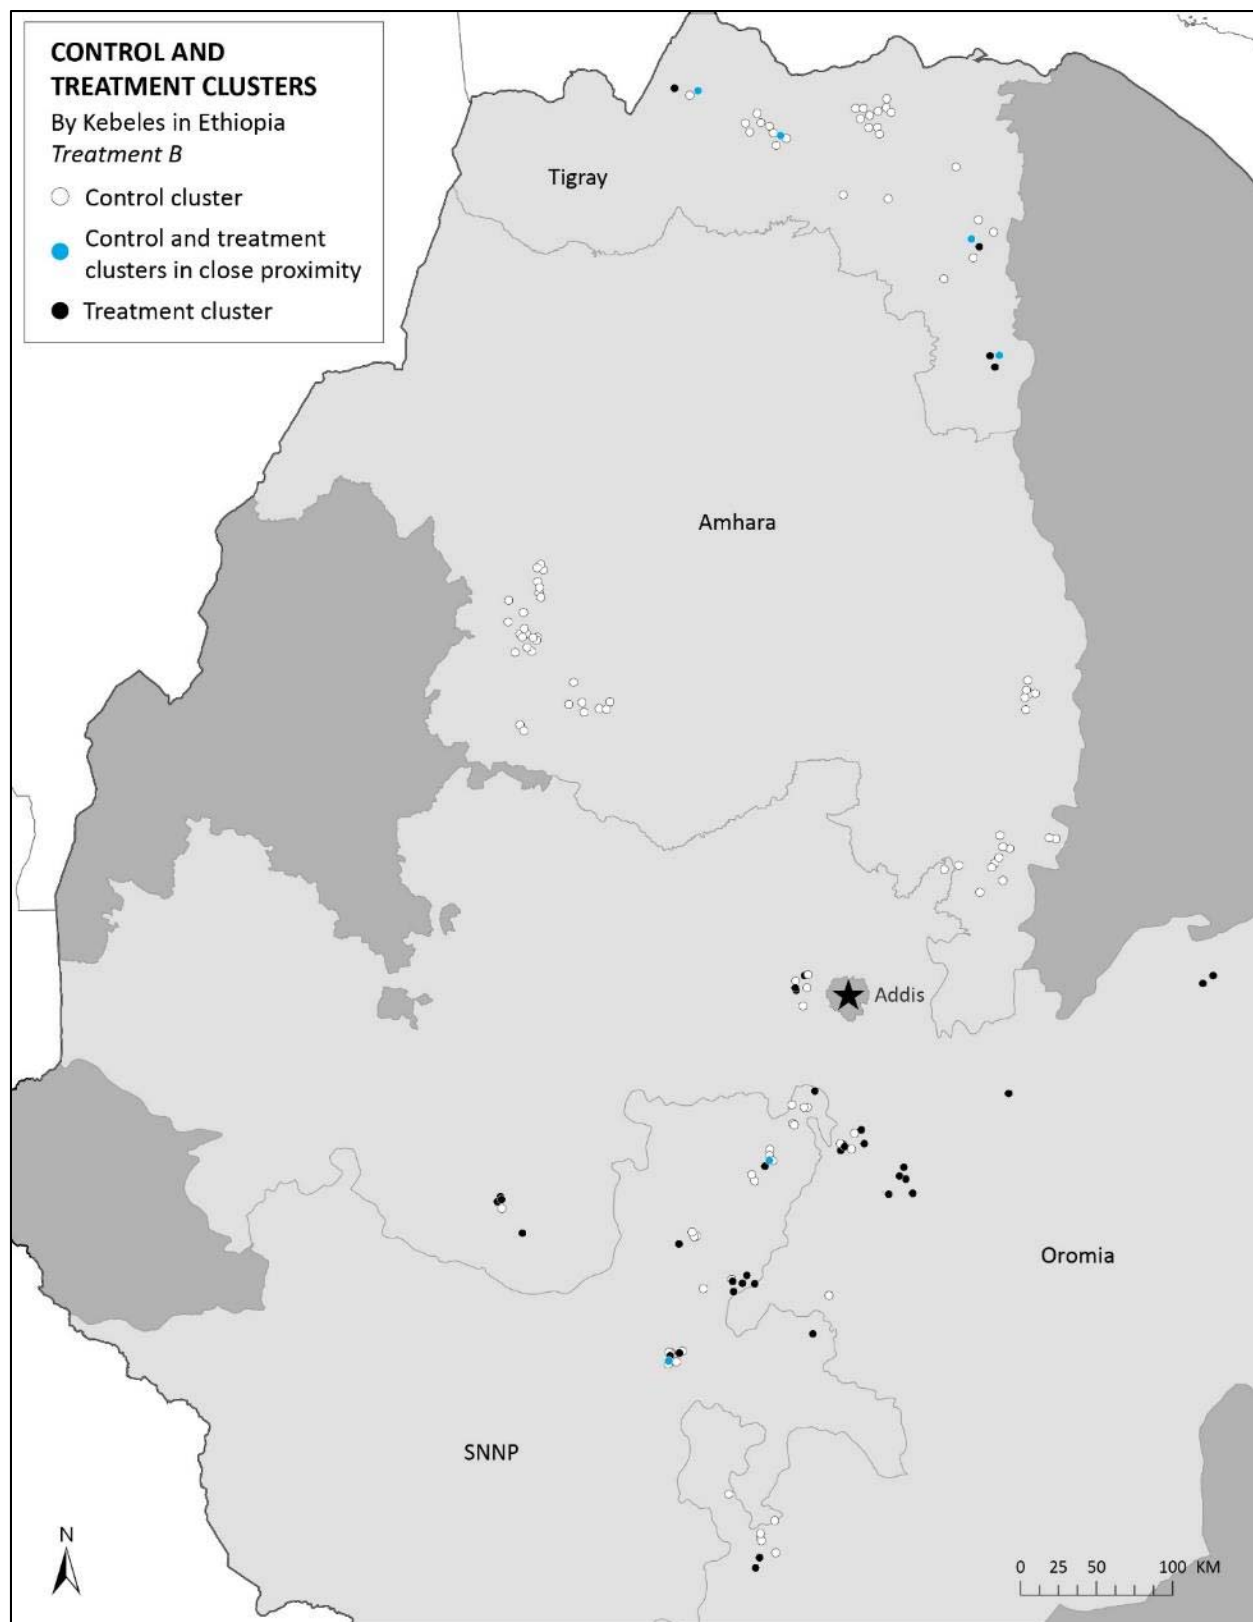 CONTROL AND
TREATMENT CLUSTERS
By Kebeles in Ethiopia
Treatment B
Control cluster
Control and treatment
clusters in close proximity
Treatment cluster
Tigray
Amhara
Addis
Oromia
SNNP
N
0 25 50 100 KM